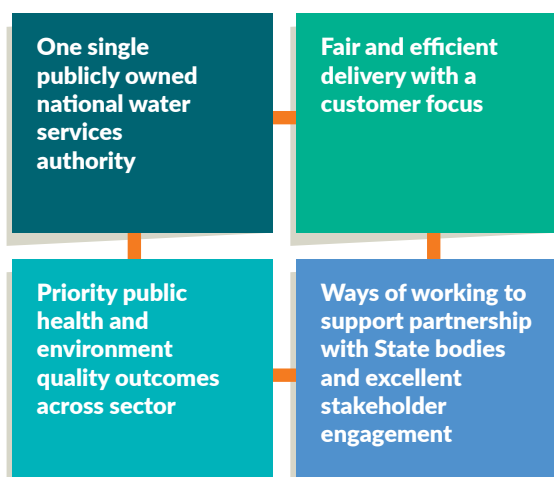 One single
publicly owned
national water
services
authority
Fair and efficient
delivery with a
customer focus
Priority public
health and
environment
quality outcomes
across sector
Ways of working to
support partnership
with State bodies
and excellent
stakeholder
engagement